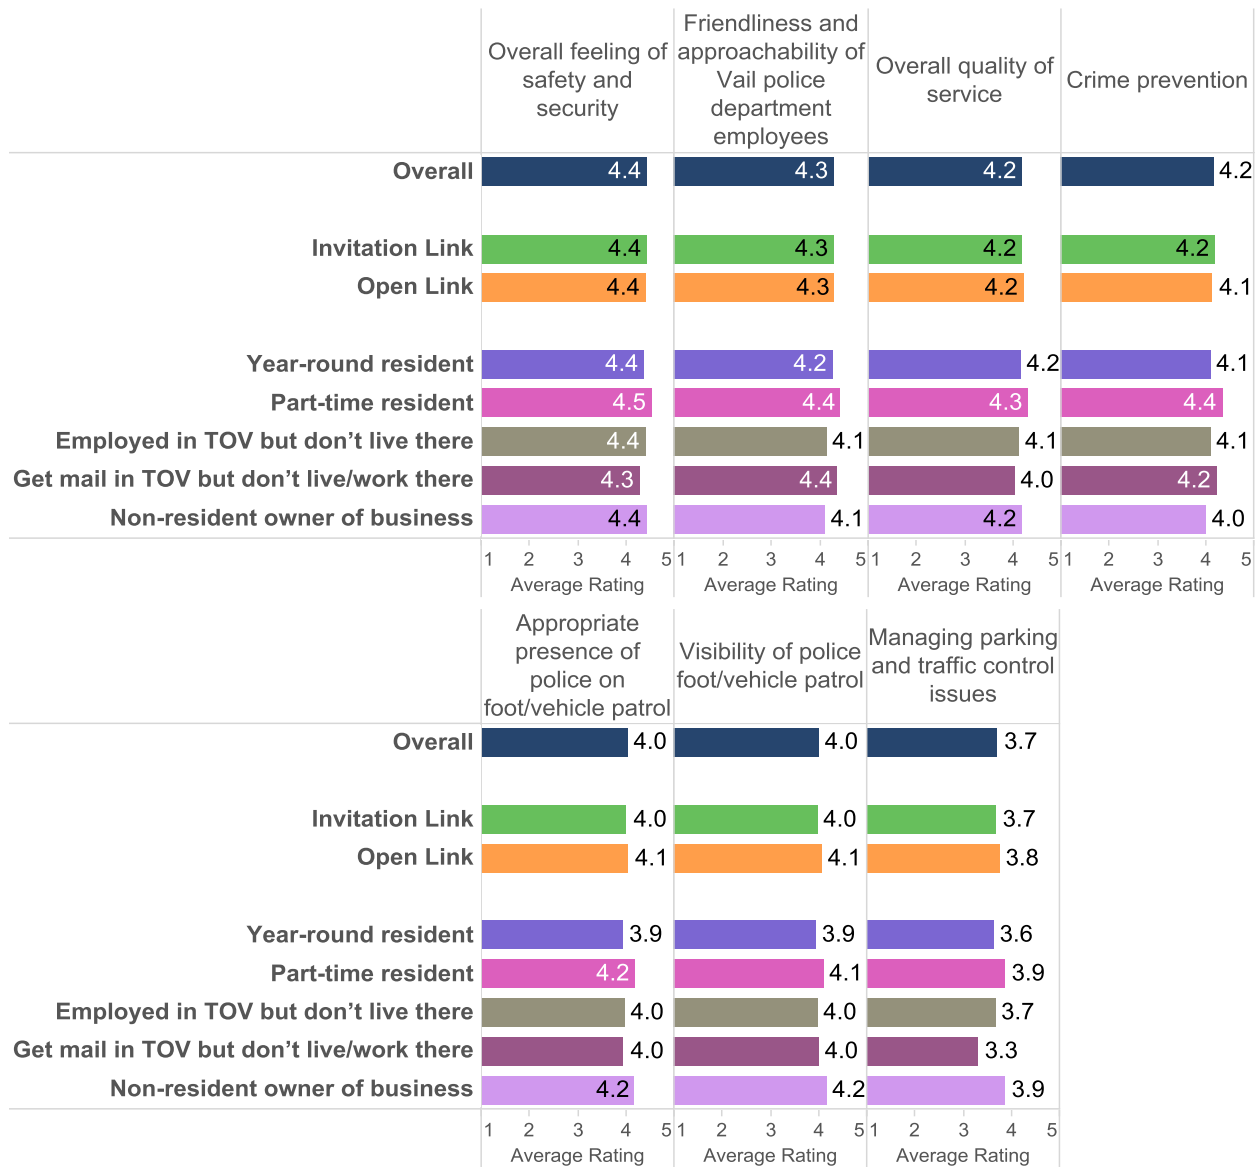 Overall feeling of
safety and
security
Friendliness and
approachability of
Vail police
department
employees
Overall quality of
service
Crime prevention
Overall 4.4 4.3 4.2 4.2
Invitation Link 4.4 4.3 4.2 4.2
Open Link 4.4 4.3 4.2 4.1
Year-round resident 4.4 4.2 4.2 4.1
Part-time resident 4.5 4.4 4.3 4.4
Employed in TOV but don’t live there 4.4 4.1 4.1 4.1
Get mail in TOV but don’t live/work there 4.3 4.4 4.0 4.2
Non-resident owner of business 4.4 4.1 4.2 4.0
1 2 3 4 5 1 2 3 4 5 1 2 3 4 5 1 2 3 4 5
Average Rating Average Rating Average Rating Average Rating
Appropriate
presence of
police on
foot/vehicle patrol
Visibility of police
foot/vehicle patrol
Managing parking
and traffic control
issues
Overall 4.0 4.0 3.7
Invitation Link 4.0 4.0 3.7
Open Link 4.1 4.1 3.8
Year-round resident 3.9 3.9 3.6
Part-time resident 4.2 4.1 3.9
Employed in TOV but don’t live there 4.0 4.0 3.7
Get mail in TOV but don’t live/work there 4.0 4.0 3.3
Non-resident owner of business 4.2 4.2 3.9
1 2 3 4 5 1 2 3 4 5 1 2 3 4 5
Average Rating Average Rating Average Rating